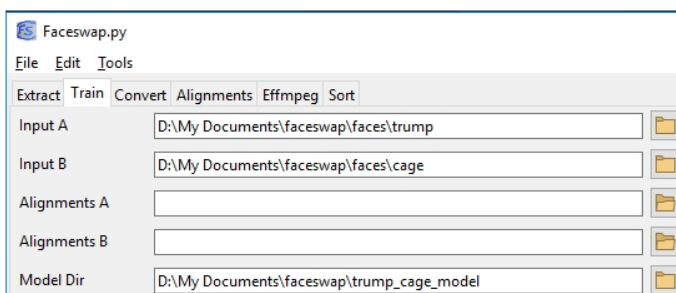 FS Faceswap.py
File Edit Tools
Extract Train Convert Alignments Effmpeg Sort
Input A D:\My Documents\faceswap\faces\trump
Input B D:\My Documents\faceswap\faces\cage
Alignments A
Alignments B
Model Dir D:\My Documents\faceswap\trump_cage_model